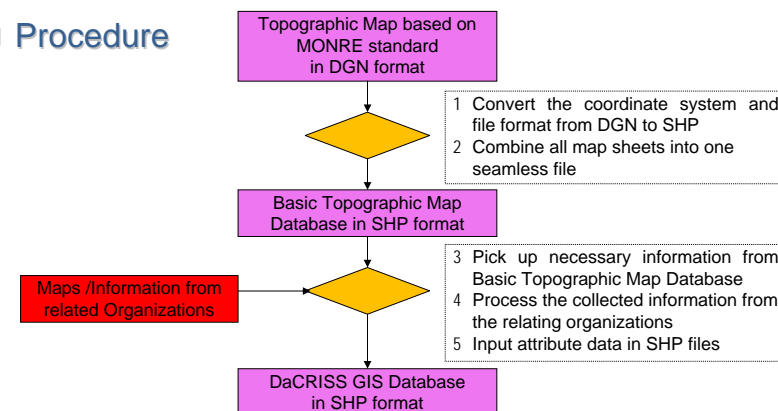 Procedure
Topographic Map based on
MONRE standard
in DGN format
1 Convert the coordinate system and
file format from DGN to SHP
2 Combine all map sheets into one
seamless file
Basic Topographic Map
Database in SHP format
3 Pick up necessary information from
Basic Topographic Map Database
4 Process the collected information from
the relating organizations
5 Input attribute data in SHP files
Maps /Information from
related Organizations
DaCRISS GIS Database
in SHP format